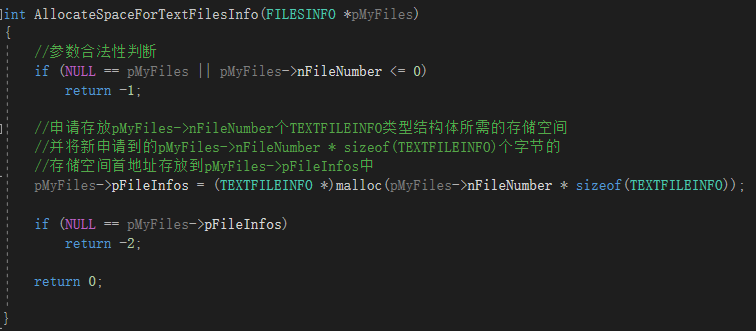 int AllocateSpaceForTextFilesInfo(FILESINFO *pMyFiles)
{
//参数合法性判断
if (NULL == pMyFiles || pMyFiles->nFileNumber <= 0)
return -1;
//申请存放pMyFiles->nFileNumber个TEXTFILEINFO类型结构体所需的存储空间
//并将新申请到的pMyFiles->nFileNumber * sizeof(TEXTFILEINFO)个字节的
//存储空间首地址存放到pMyFiles->pFileInfos中
pMyFiles->pFileInfos = (TEXTFILEINFO *)malloc(pMyFiles->nFileNumber * sizeof(TEXTFILEINFO));
if (NULL == pMyFiles->pFileInfos)
return -2;
return 0;
}